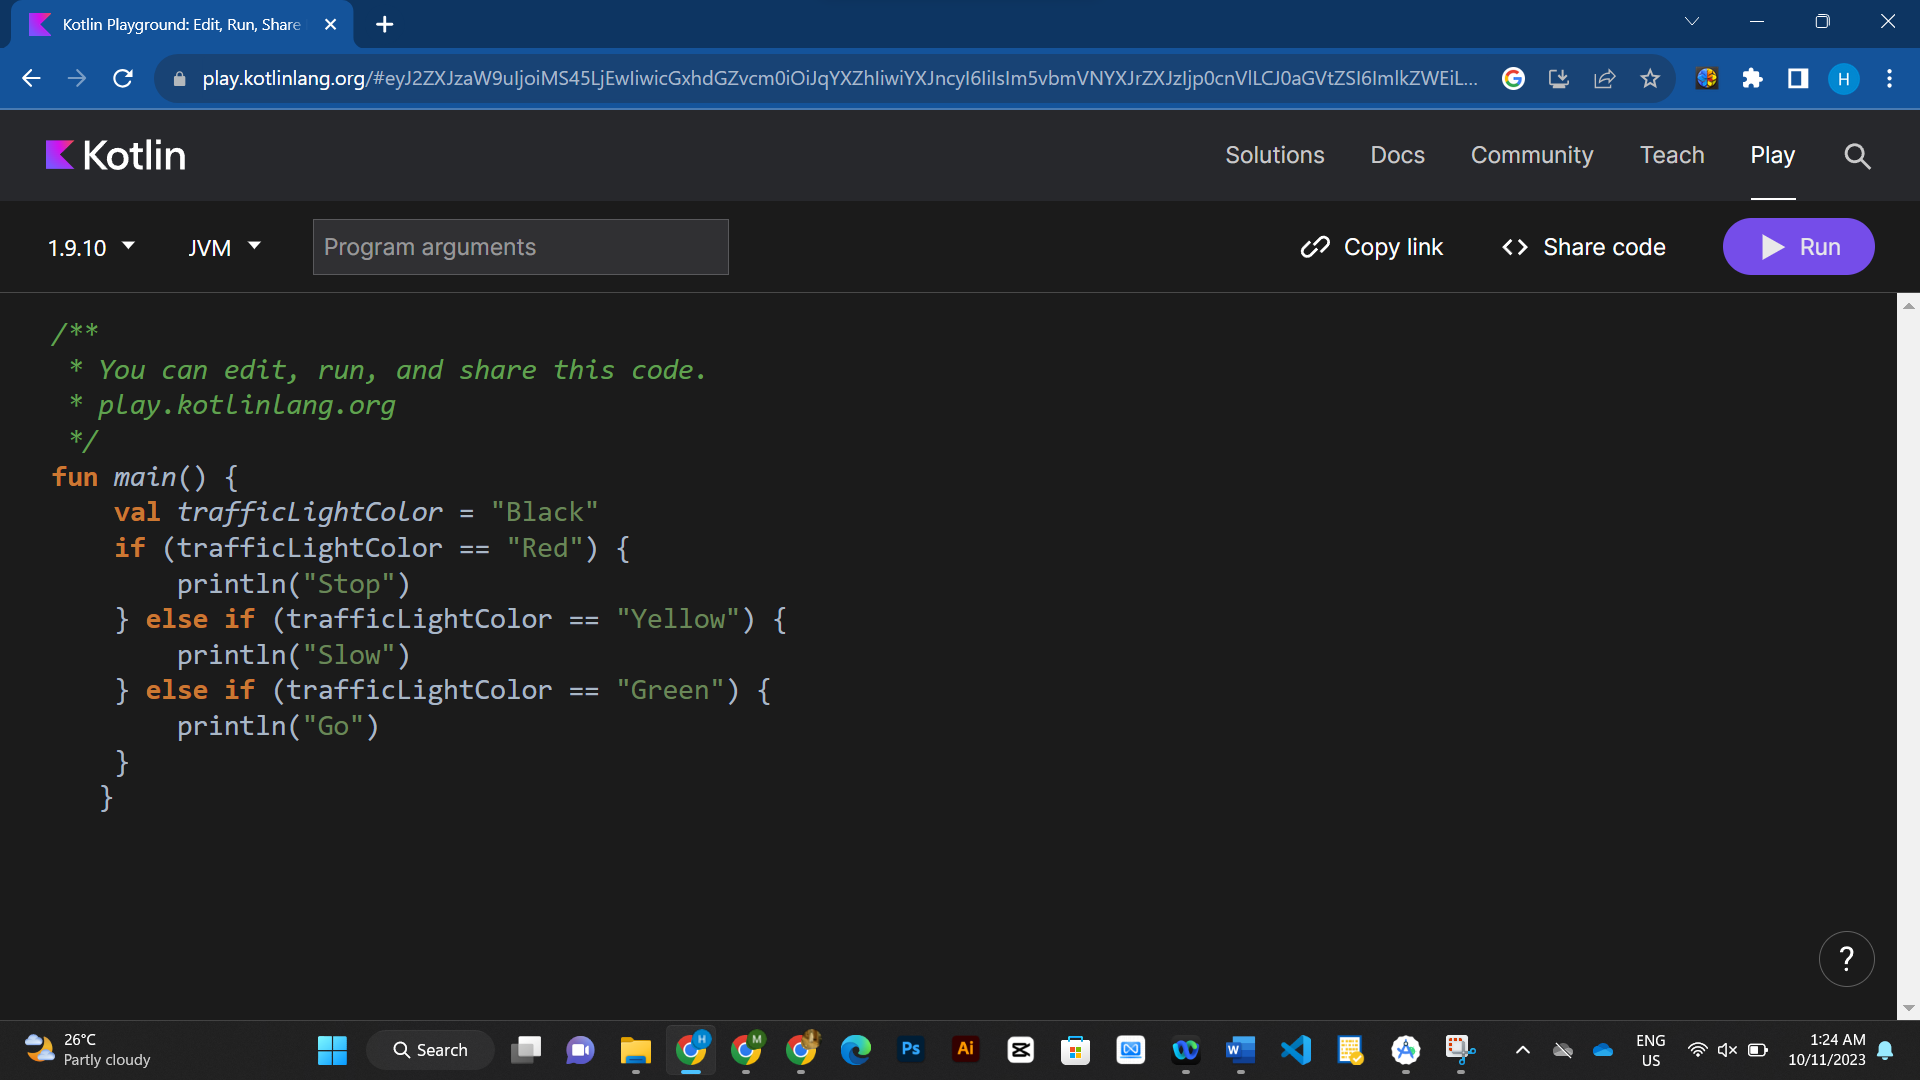 Kotlin Playground: Edit, Run, Share
play.kotlinlang.org/#eyJ2ZXJzaW9uIjoiMS45LjEwIiwicGxhdGZvcm0iOiJqYXZhIiwiYXJncyI6IiIsIm5vbmVNYXJrZXJzIjp0cnVlLCJ0aGVtZSI6ImlkZWEiL...
H
Kotlin
Solutions
Docs
Community
Teach
Play
1.9.10
JVM
Program arguments
Copy link
Share code
Run
/**
 * You can edit, run, and share this code.
 * play.kotlinlang.org
 */
fun main() {
    val trafficLightColor = "Black"
    if (trafficLightColor == "Red") {
        println("Stop")
    } else if (trafficLightColor == "Yellow") {
        println("Slow")
    } else if (trafficLightColor == "Green") {
        println("Go")
    }
   }
?
26°C
Partly cloudy
Search
H
M
Ps
Ai
W
ENG
US
1:24 AM
10/11/2023